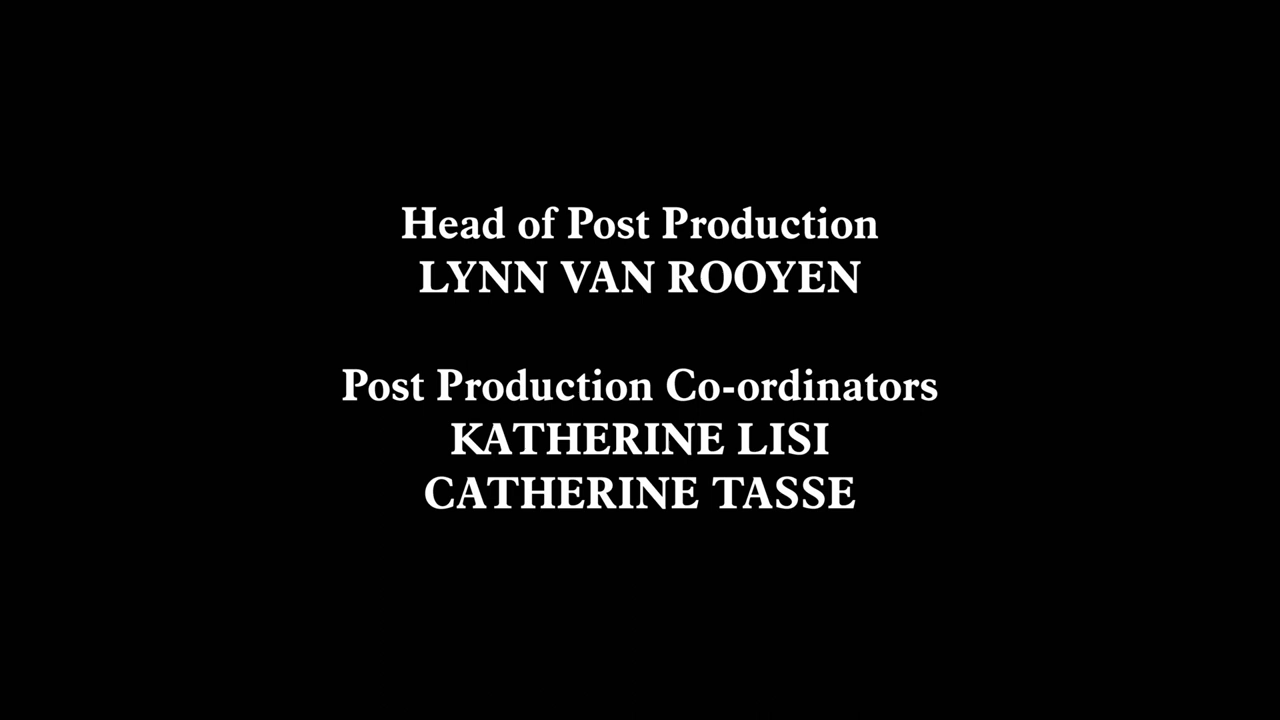 Head of Post Production
LYNN VAN ROOYEN
Post Production Co-ordinators
KATHERINE LISI
CATHERINE TASSE